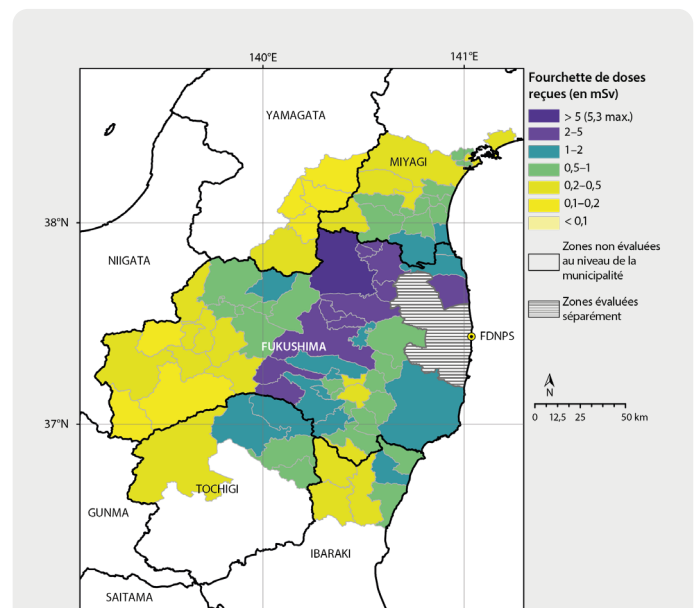 140°E
141°E
Fourchette de doses
reçues (en mSv)
> 5 (5,3 max.)
2–5
1–2
0,5–1
0,2–0,5
0,1–0,2
< 0,1
Zones non évaluées
au niveau de la
municipalité
Zones évaluées
séparément
YAMAGATA
MIYAGI
38°N
NIIGATA
FUKUSHIMA
FDNPS
N
0 12,5 25 50 km
37°N
TOCHIGI
GUNMA
IBARAKI
SAITAMA